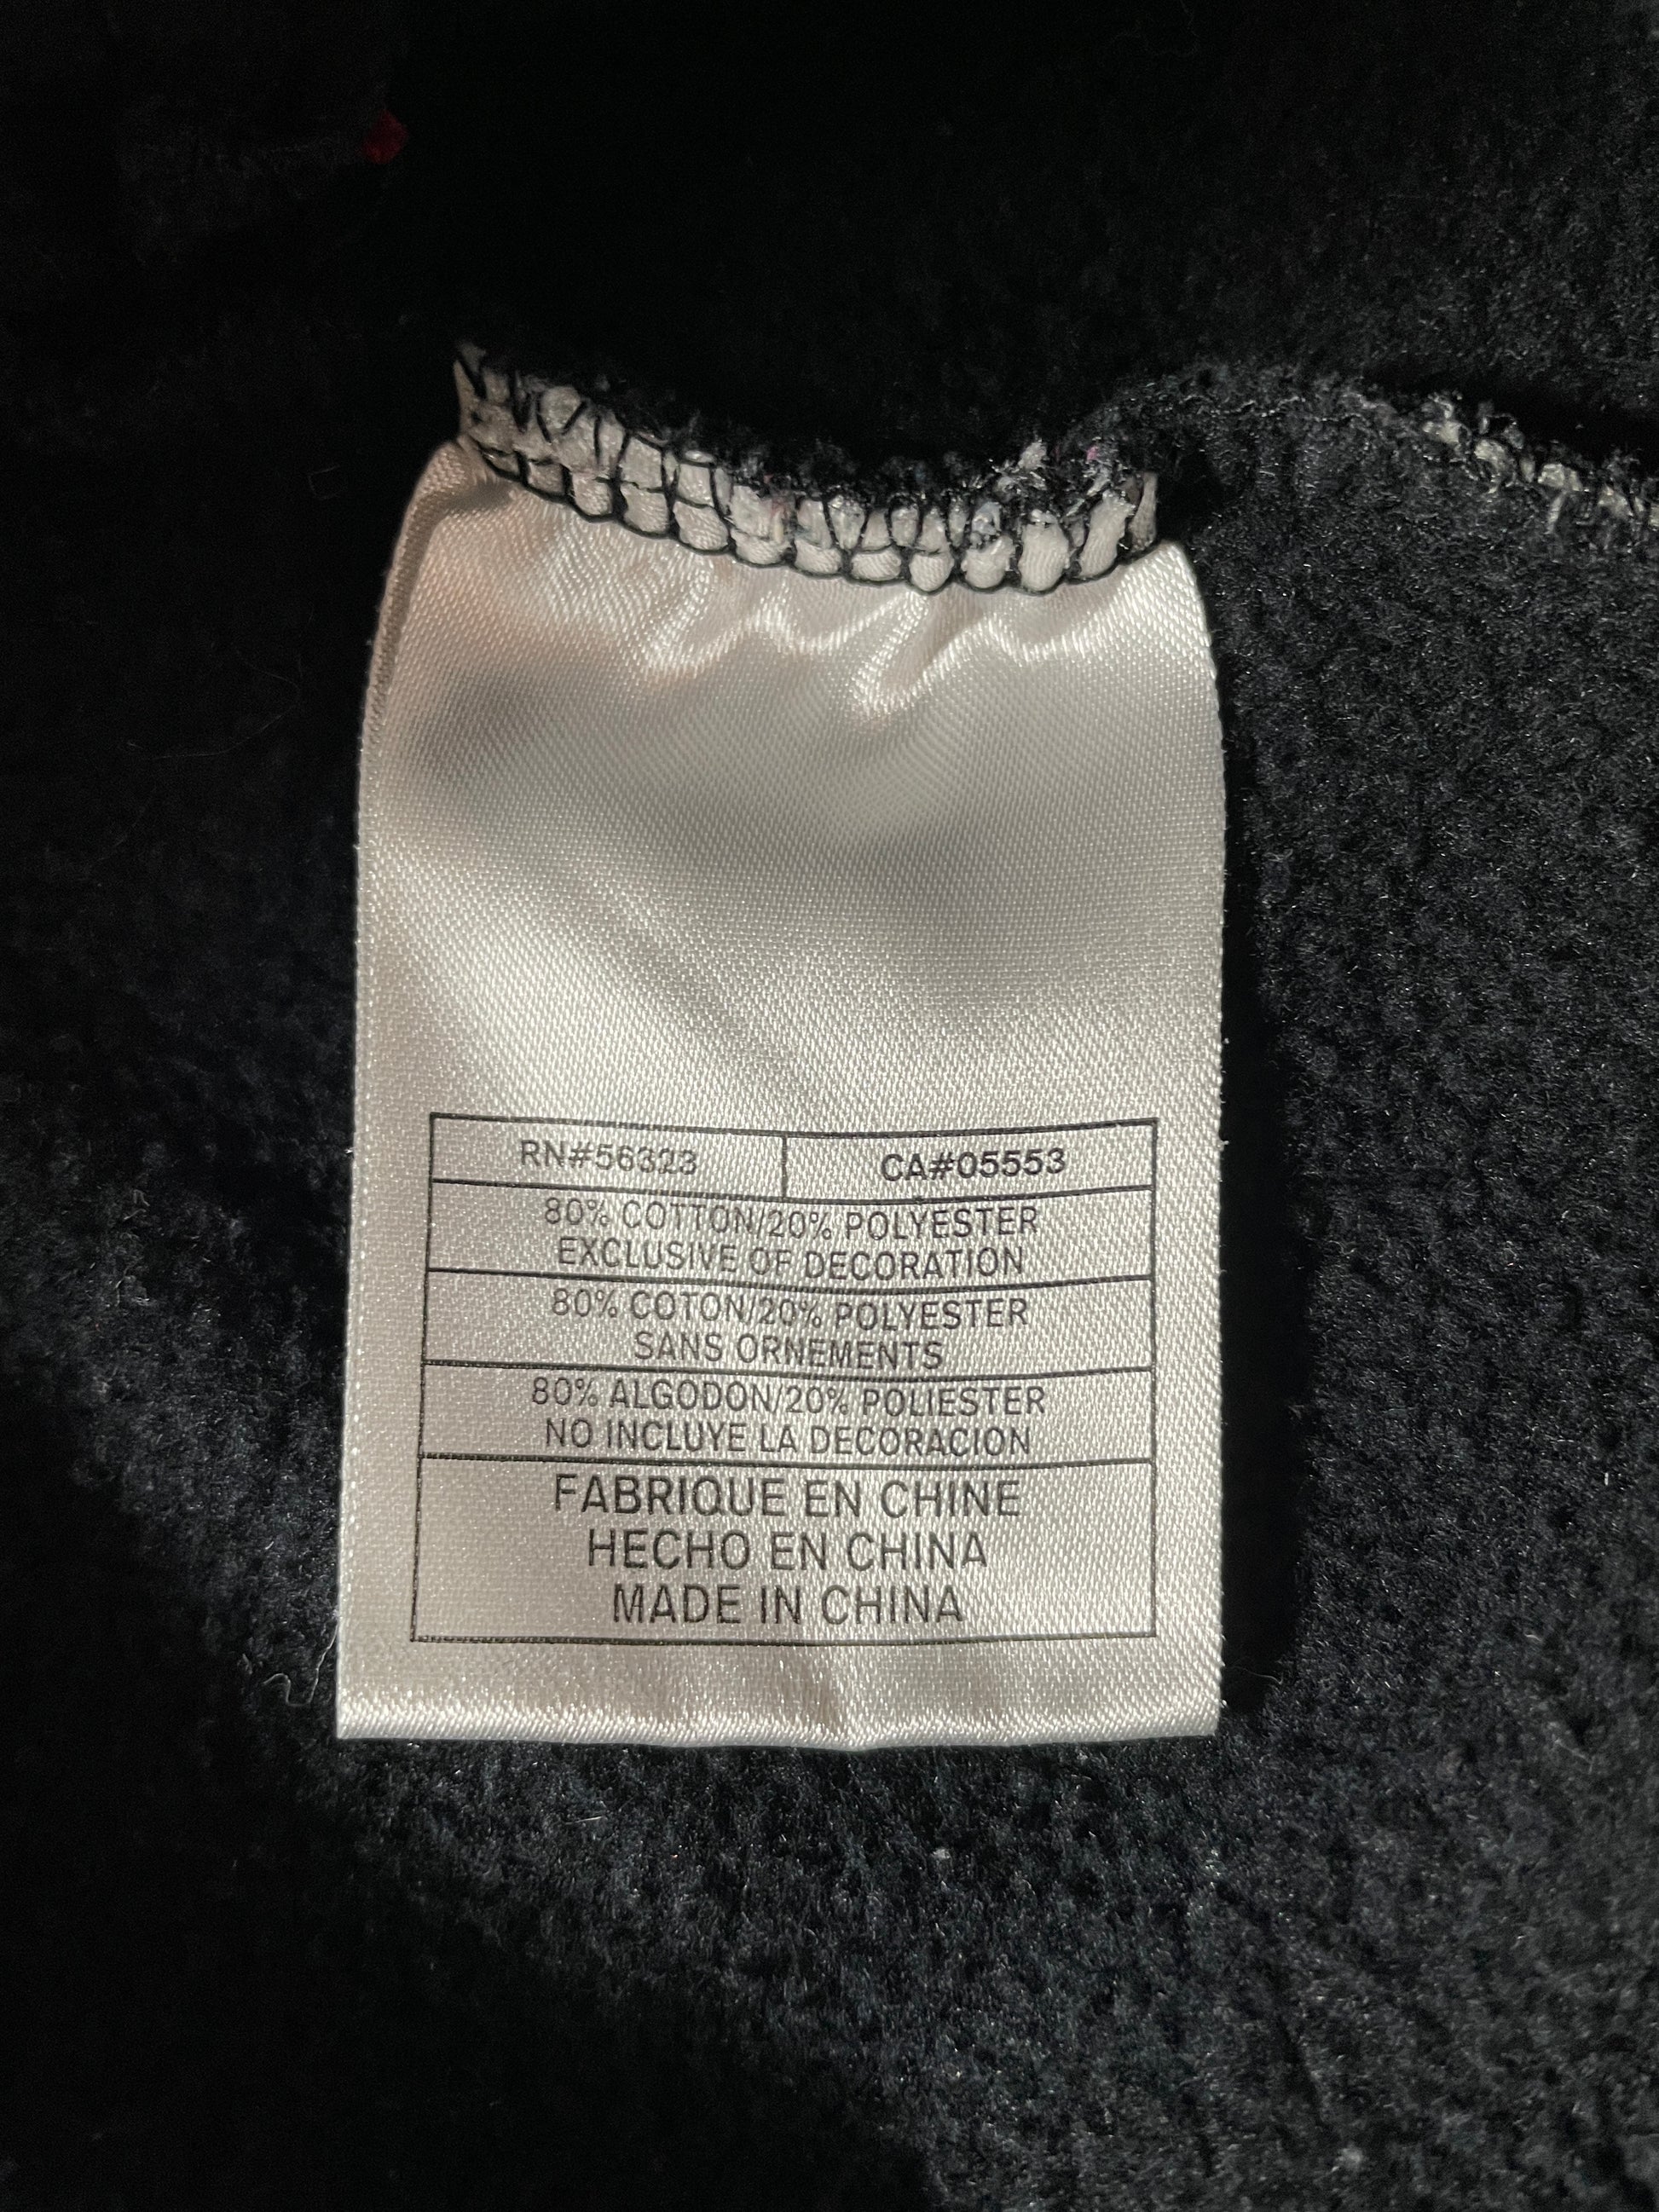 RN#56323 CA#05553
80% COTTON/20% POLYESTER
EXCLUSIVE OF DECORATION
80% COTON/20% POLYESTER
SANS ORNEMENTS
80% ALGODON/20% POLIESTER
NO INCLUYE LA DECORACION
FABRIQUE EN CHINE
HECHO EN CHINA
MADE IN CHINA